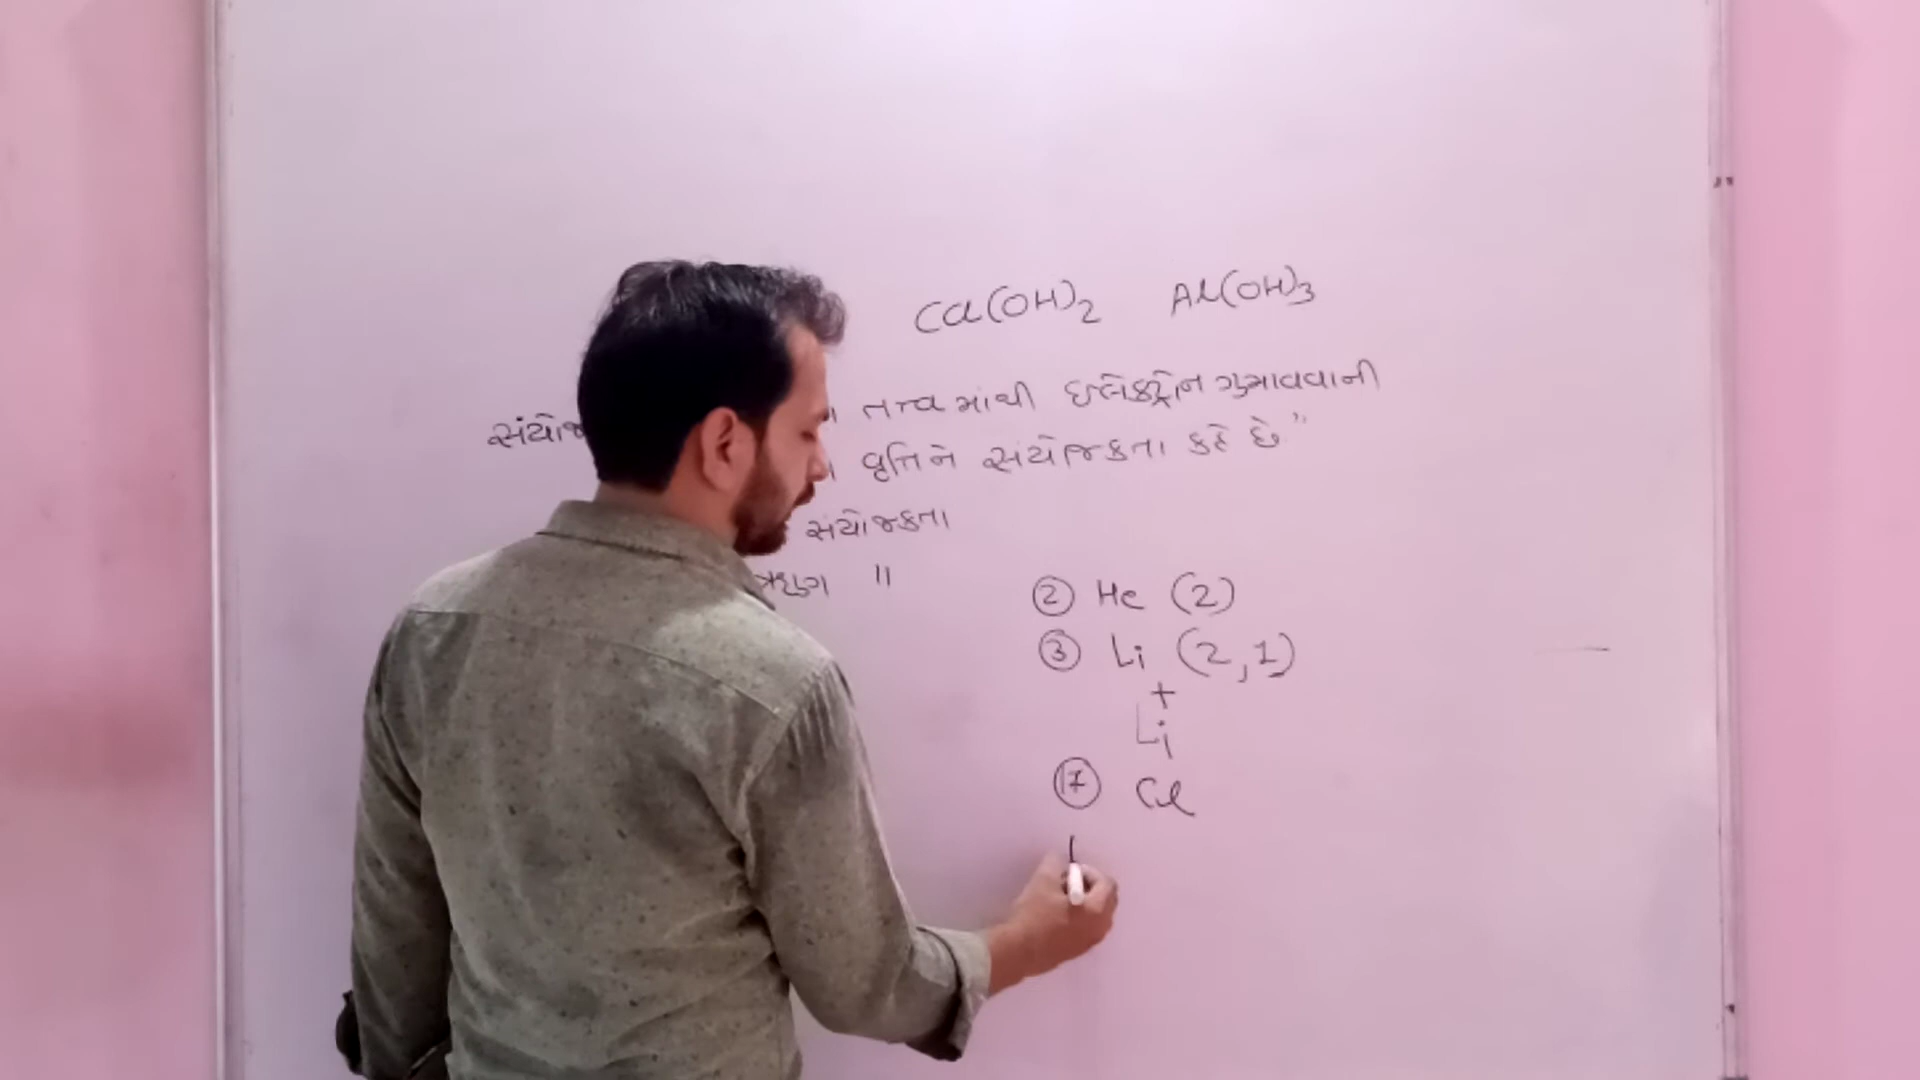 Ca(OH)2 Al(OH)3
તત્વમાંથી ઇલેક્ટ્રોન ગુમાવવાની
વૃત્તિને સંયોજકતા કહે છે"
સંયોજકતા
ઋણ "
② He (2)
③ Li (2,1)
Li+
⑰ Cl